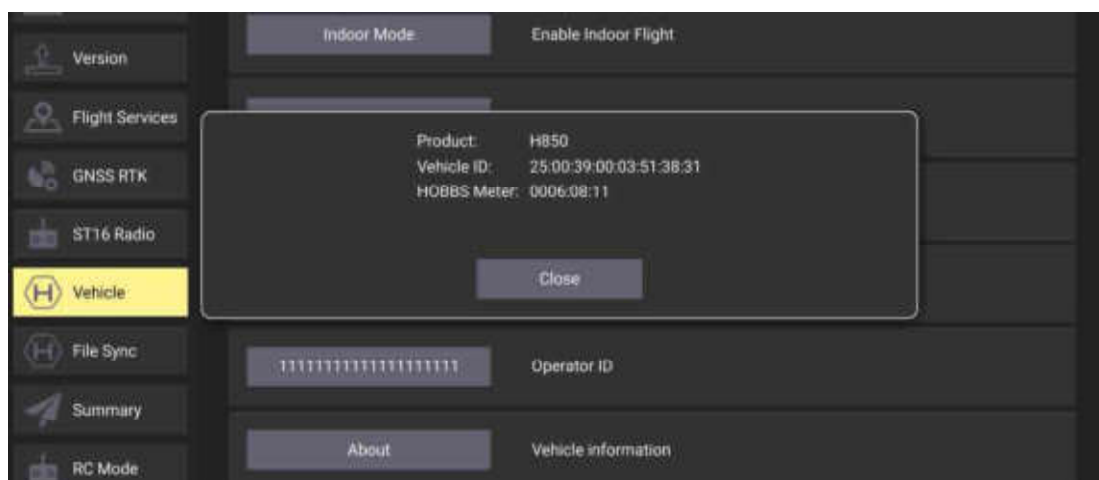 Indoor Mode Enable Indoor Flight
Version
Flight Services
GNSS RTK
ST16 Radio
Vehicle
File Sync
Summary
RC Mode
Product: H850
Vehicle ID: 25:00:39:00:03:51:38:31
HOBBS Meter: 0006:08:11
Close
11111111111111111111 Operator ID
About Vehicle information